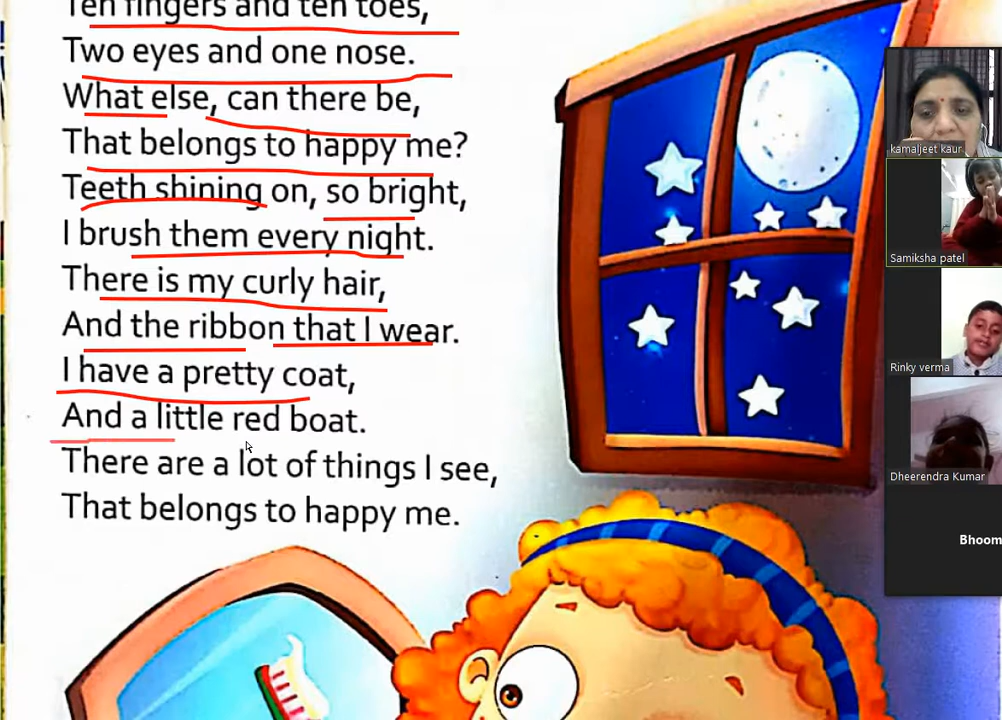 Ten fingers and ten toes,
Two eyes and one nose.
What else, can there be,
That belongs to happy me?
Teeth shining on, so bright,
I brush them every night.
There is my curly hair,
And the ribbon that I wear.
I have a pretty coat,
And a little red boat.
There are a lot of things I see,
That belongs to happy me.
kamaljeet kaur
Samiksha patel
Rinky verma
Dheerendra Kumar
Bhoom